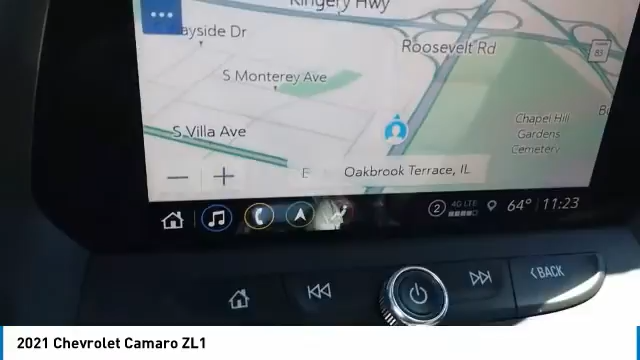 Kingery Hwy
ayside Dr
Roosevelt Rd
83
S Monterey Ave
Chapel Hill
Gardens
Cemetery
S Villa Ave
E
Oakbrook Terrace, IL
2 4G LTE 64° 11:23
BACK
2021 Chevrolet Camaro ZL1